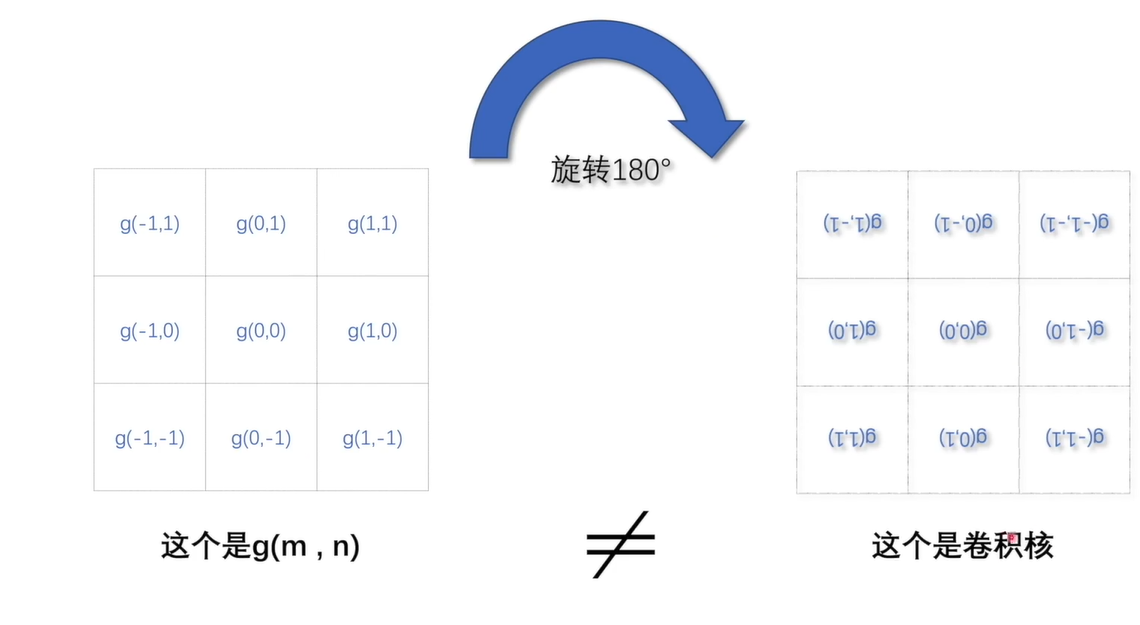 旋转180°
g(-1,1) g(0,1) g(1,1)
g(-1,0) g(0,0) g(1,0)
g(-1,-1) g(0,-1) g(1,-1)
g(1,-1) g(0,-1) g(-1,-1)
g(1,0) g(0,0) g(-1,0)
g(1,1) g(0,1) g(-1,1)
这个是g(m , n)
≠
这个是卷积核